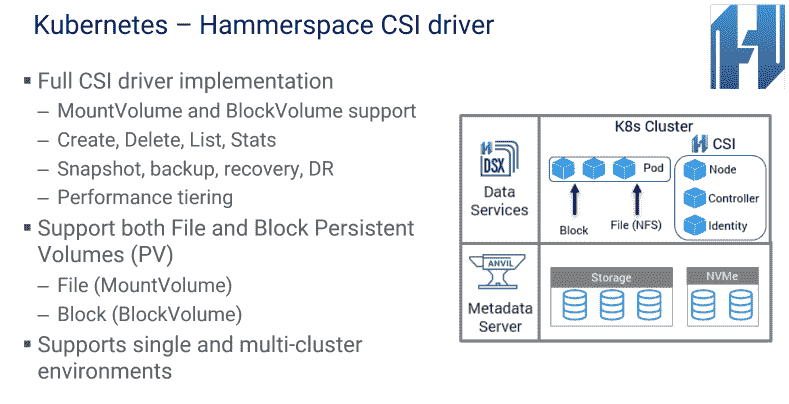 Kubernetes – Hammerspace CSI driver
▪ Full CSI driver implementation
– MountVolume and BlockVolume support
– Create, Delete, List, Stats
– Snapshot, backup, recovery, DR
– Performance tiering
▪ Support both File and Block Persistent
Volumes (PV)
– File (MountVolume)
– Block (BlockVolume)
▪ Supports single and multi-cluster
environments
DSX
Data
Services
K8s Cluster
Pod
Block
File (NFS)
CSI
Node
Controller
Identity
ANVIL
Metadata
Server
Storage
NVMe